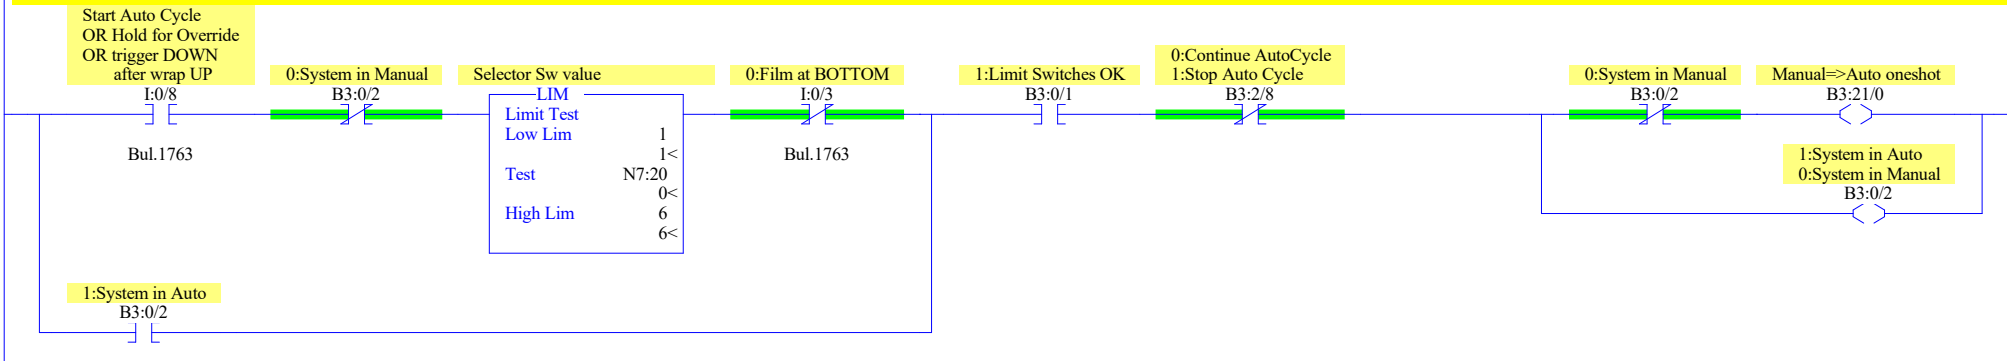 Start Auto Cycle
OR Hold for Override
OR trigger DOWN
after wrap UP
I:0/8
Bul.1763
0:System in Manual
B3:0/2
Selector Sw value
LIM
Limit Test
Low Lim 1
1<
Test N7:20
0<
High Lim 6
6<
0:Film at BOTTOM
I:0/3
Bul.1763
1:Limit Switches OK
B3:0/1
0:Continue AutoCycle
1:Stop Auto Cycle
B3:2/8
0:System in Manual
B3:0/2
Manual=>Auto oneshot
B3:21/0
1:System in Auto
0:System in Manual
B3:0/2
1:System in Auto
B3:0/2